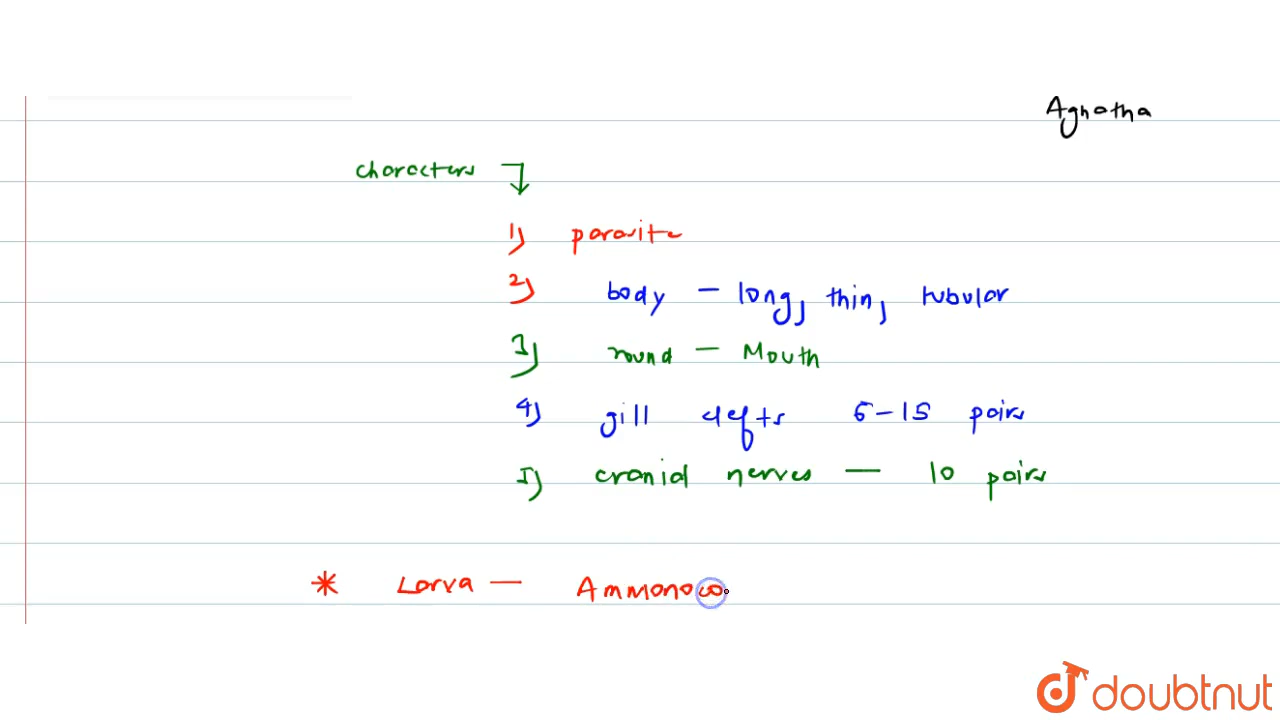 Agnatha
characters
1) parasite
2) body – long, thin, tubular
3) round – Mouth
4) gill clefts 6–15 pairs
5) cranial nerves — 10 pairs
* Larva — Ammonoco
doubtnut